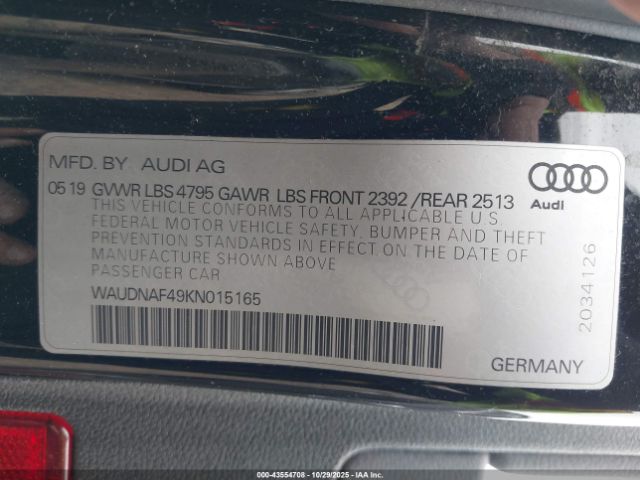 MFD. BY AUDI AG
05 19 GVWR LBS 4795 GAWR LBS FRONT 2392 /REAR 2513
THIS VEHICLE CONFORMS TO ALL APPLICABLE U.S.
FEDERAL MOTOR VEHICLE SAFETY, BUMPER AND THEFT
PREVENTION STANDARDS IN EFFECT ON THE DATE OF
MANUFACTURE SHOWN ABOVE
PASSENGER CAR
WAUDNAF49KN015165
Audi
2034126
GERMANY
© IAA 43554708 - 10/29/2025 - IAAI.com